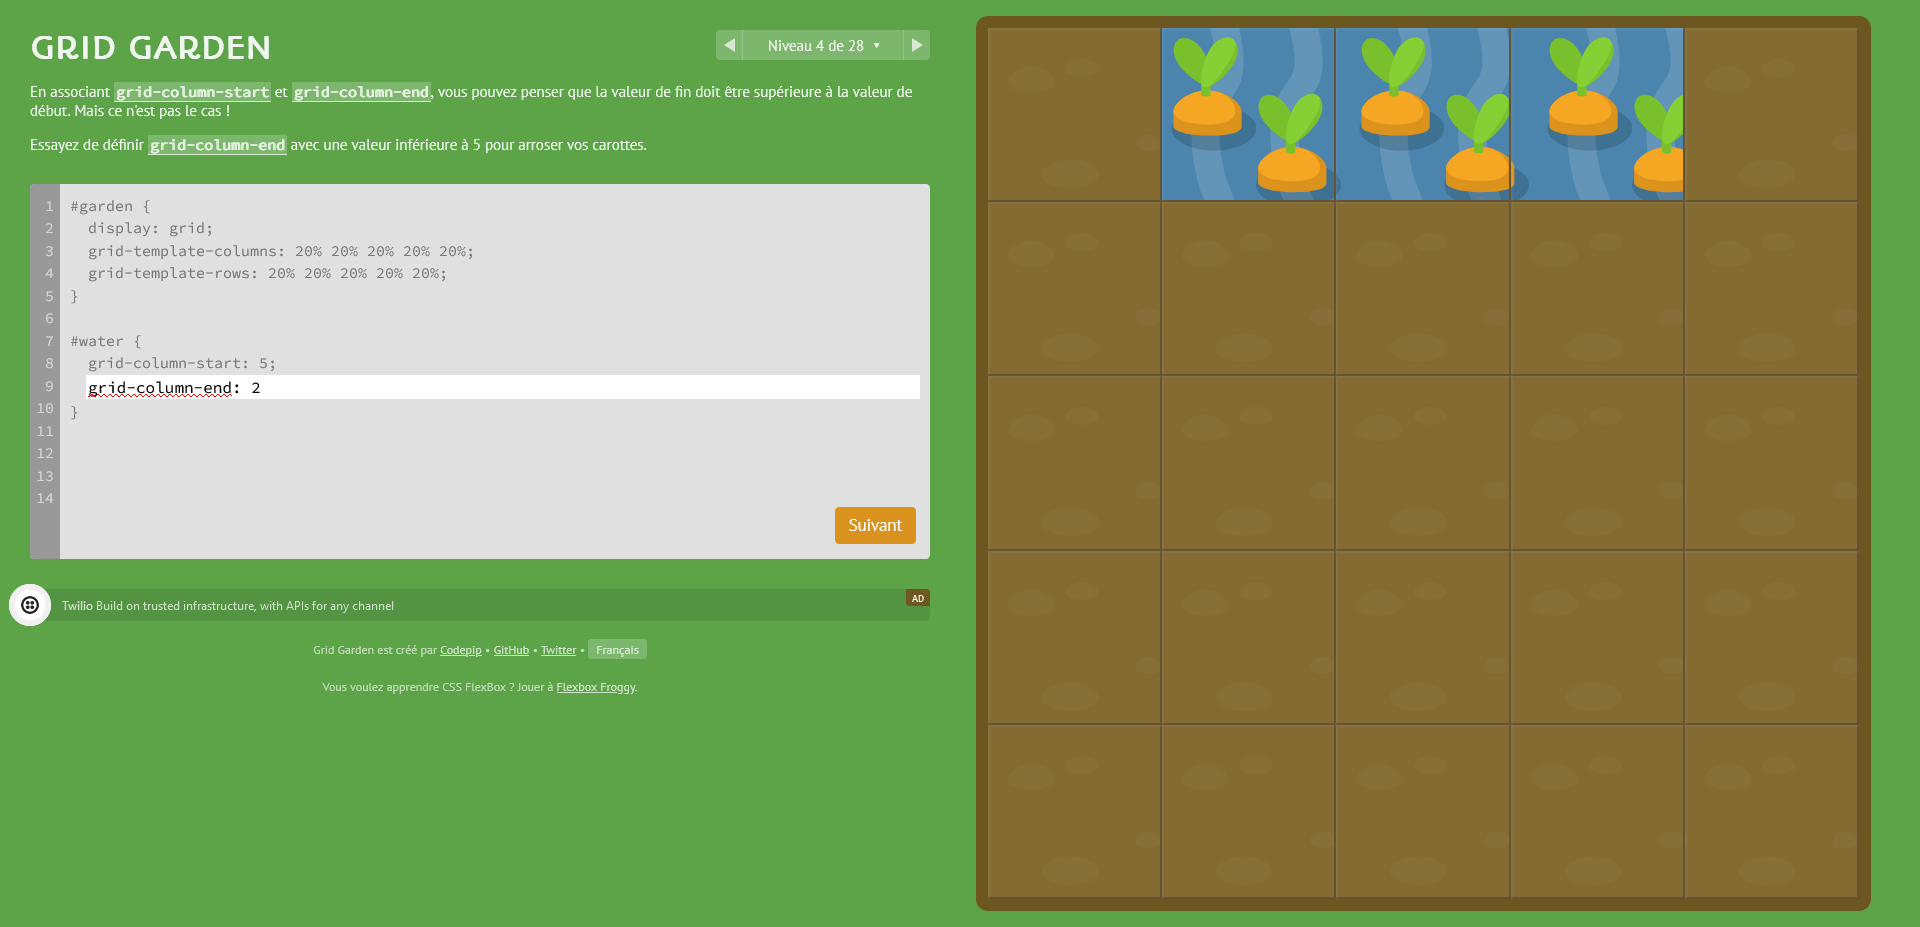 GRID GARDEN
Niveau 4 de 28 ▼
En associant grid-column-start et grid-column-end, vous pouvez penser que la valeur de fin doit être supérieure à la valeur de
début. Mais ce n'est pas le cas !
Essayez de définir grid-column-end avec une valeur inférieure à 5 pour arroser vos carottes.
1 #garden {
2 display: grid;
3 grid-template-columns: 20% 20% 20% 20% 20%;
4 grid-template-rows: 20% 20% 20% 20% 20%;
5 }
6
7 #water {
8 grid-column-start: 5;
9 grid-column-end: 2
10 }
11
12
13
14
Suivant
Twilio Build on trusted infrastructure, with APIs for any channel
AD
Grid Garden est créé par Codepip • GitHub • Twitter • Français
Vous voulez apprendre CSS FlexBox ? Jouer à Flexbox Froggy.